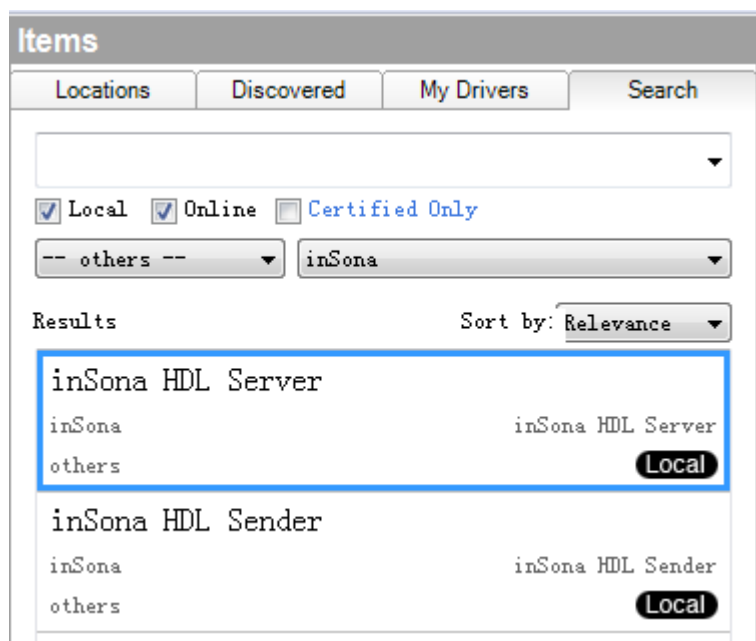 Items
Locations Discovered My Drivers Search
Local Online Certified Only
-- others -- inSona
Results Sort by: Relevance
inSona HDL Server
inSona inSona HDL Server
others Local
inSona HDL Sender
inSona inSona HDL Sender
others Local